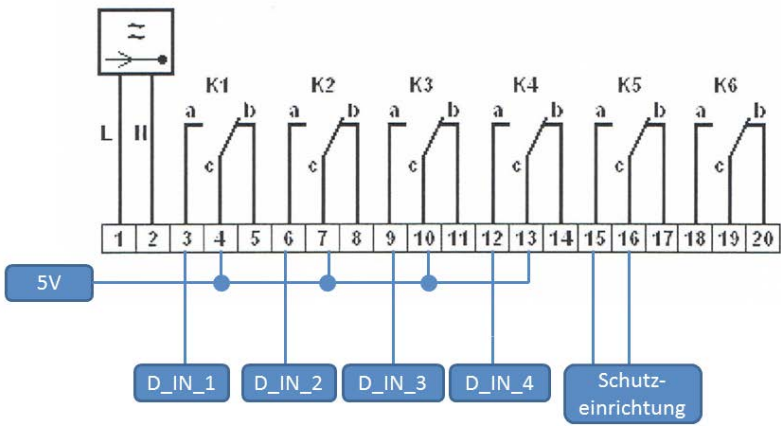 K1 K2 K3 K4 K5 K6
a b a b a b a b a b a b
L N
c c c c c c
1 2 3 4 5 6 7 8 9 10 11 12 13 14 15 16 17 18 19 20
5V
D_IN_1 D_IN_2 D_IN_3 D_IN_4 Schutz-
einrichtung